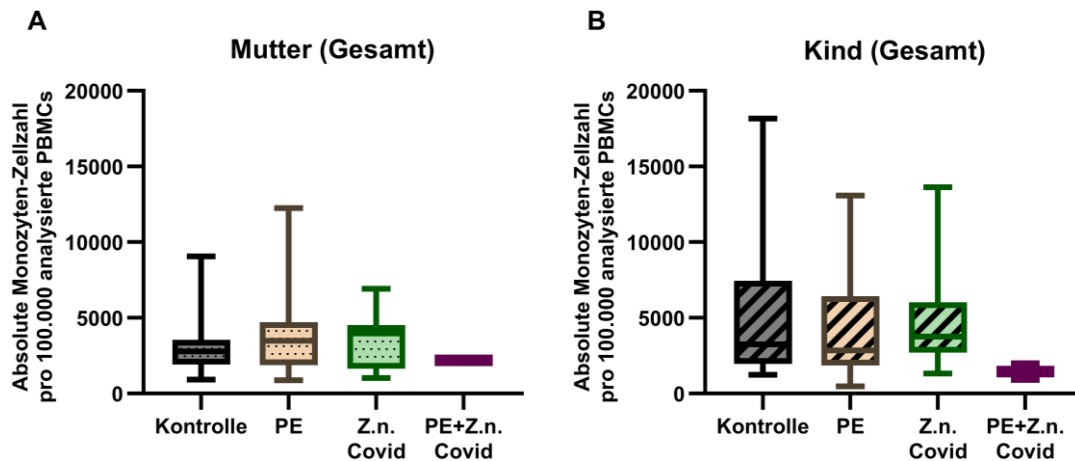 A
Mutter (Gesamt)
Absolute Monozyten-Zellzahl
pro 100.000 analysierte PBMCs
20000
15000
10000
5000
0
Kontrolle
PE
Z.n.
Covid
PE+Z.n.
Covid
B
Kind (Gesamt)
Absolute Monozyten-Zellzahl
pro 100.000 analysierte PBMCs
20000
15000
10000
5000
0
Kontrolle
PE
Z.n.
Covid
PE+Z.n.
Covid